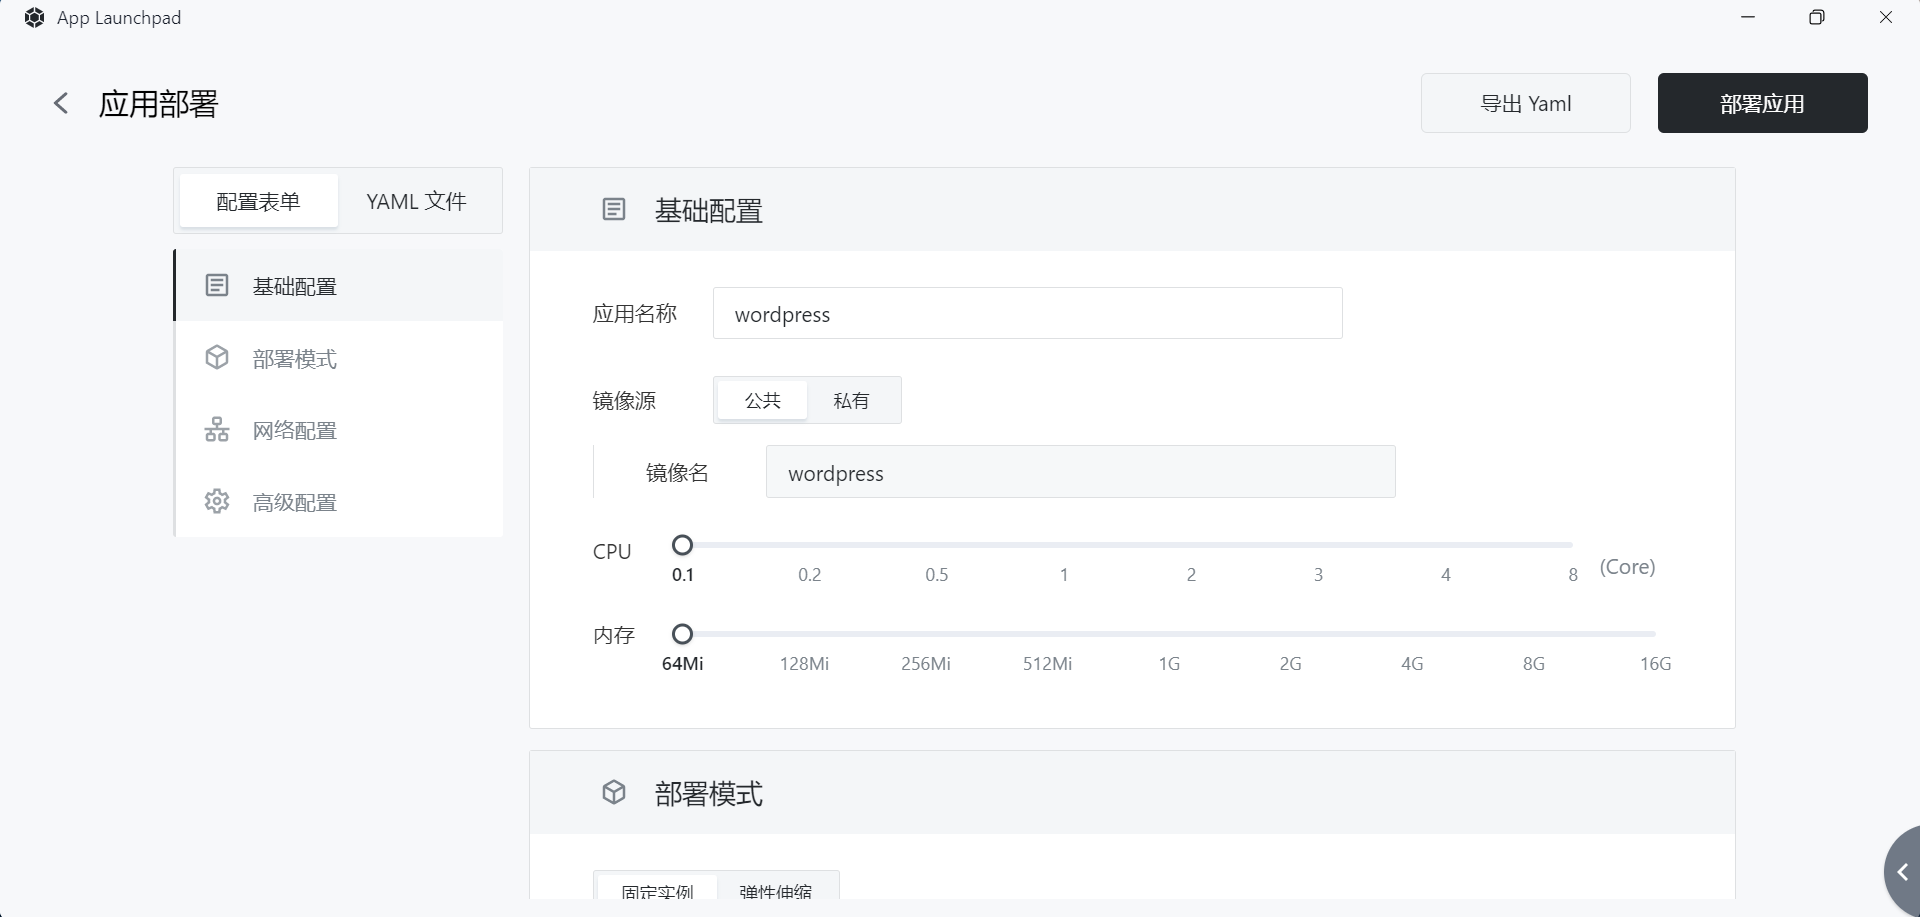 App Launchpad
应用部署
导出 Yaml
部署应用
配置表单
YAML 文件
基础配置
部署模式
网络配置
高级配置
基础配置
应用名称
wordpress
镜像源
公共
私有
镜像名
wordpress
CPU
0.1 0.2 0.5 1 2 3 4 8
(Core)
内存
64Mi 128Mi 256Mi 512Mi 1G 2G 4G 8G 16G
部署模式
固定实例
弹性伸缩